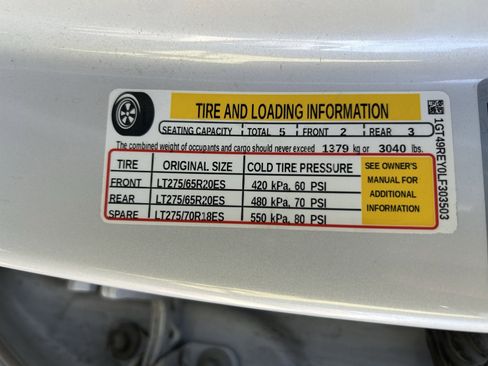 TIRE AND LOADING INFORMATION
SEATING CAPACITY TOTAL 5 FRONT 2 REAR 3
The combined weight of occupants and cargo should never exceed 1379 kg or 3040 lbs.
TIRE ORIGINAL SIZE COLD TIRE PRESSURE
FRONT LT275/65R20ES 420 kPa, 60 PSI
REAR LT275/65R20ES 480 kPa, 70 PSI
SPARE LT275/70R18ES 550 kPa, 80 PSI
SEE OWNER'S
MANUAL FOR
ADDITIONAL
INFORMATION
1GT49REY0LF303503